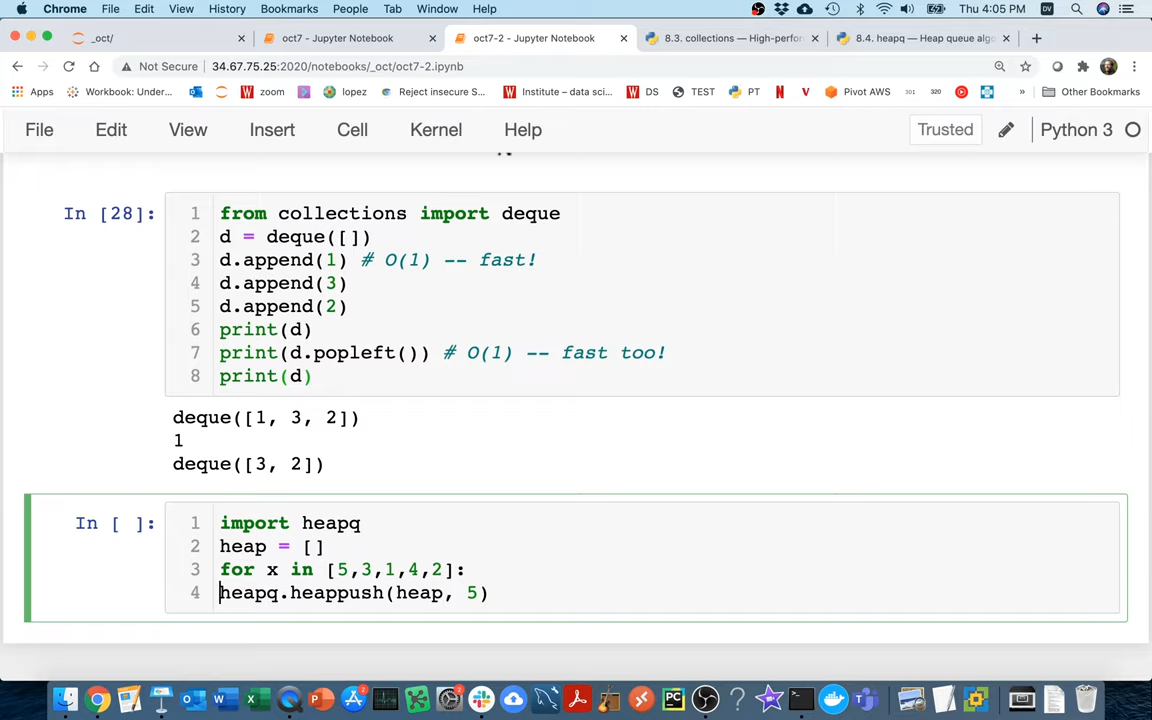 Chrome File Edit View History Bookmarks People Tab Window Help Thu 4:05 PM
_oct/ oct7 - Jupyter Notebook oct7-2 - Jupyter Notebook 8.3. collections — High-perfor 8.4. heapq — Heap queue algo
Not Secure 34.67.75.25:2020/notebooks/_oct/oct7-2.ipynb
Apps Workbook: Under... zoom lopez Reject insecure S... Institute – data sci... DS TEST PT Pivot AWS 301 320 » Other Bookmarks
File Edit View Insert Cell Kernel Help Trusted Python 3
In [28]:
1 from collections import deque
2 d = deque([])
3 d.append(1) # O(1) -- fast!
4 d.append(3)
5 d.append(2)
6 print(d)
7 print(d.popleft()) # O(1) -- fast too!
8 print(d)
deque([1, 3, 2])
1
deque([3, 2])
In [ ]:
1 import heapq
2 heap = []
3 for x in [5,3,1,4,2]:
4 heapq.heappush(heap, 5)